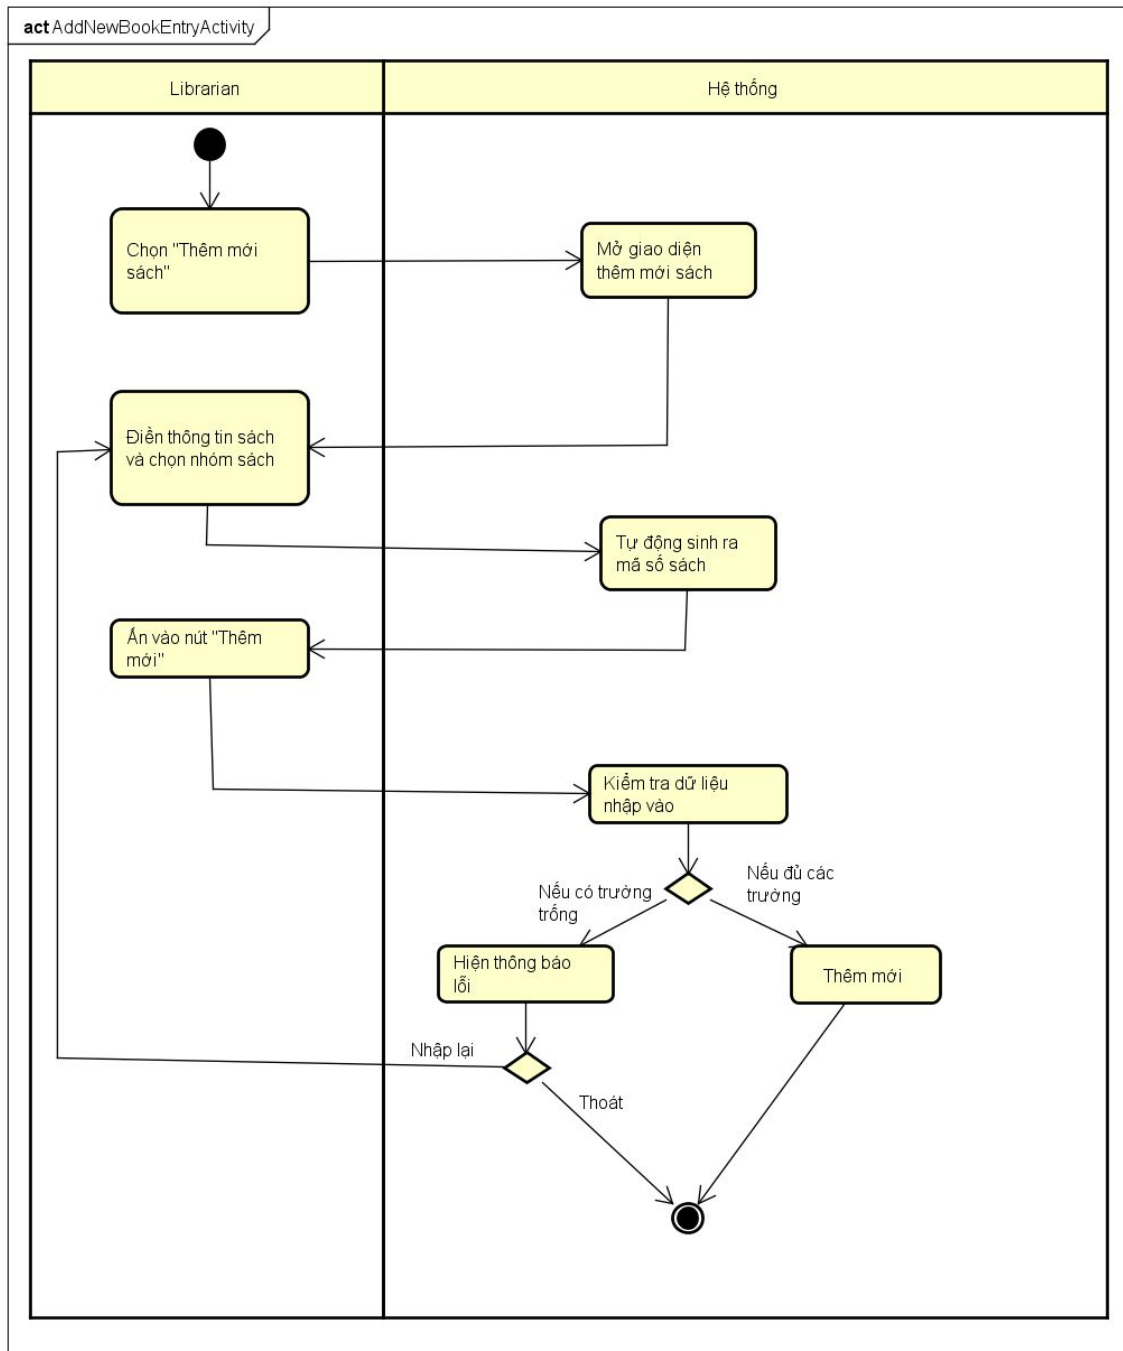 act AddNewBookEntryActivity
Librarian
Hệ thống
Chọn "Thêm mới
sách"
Mở giao diện
thêm mới sách
Điền thông tin sách
và chọn nhóm sách
Tự động sinh ra
mã số sách
Ấn vào nút "Thêm
mới"
Kiểm tra dữ liệu
nhập vào
Nếu có trường
trống
Nếu đủ các
trường
Hiện thông báo
lỗi
Thêm mới
Nhập lại
Thoát